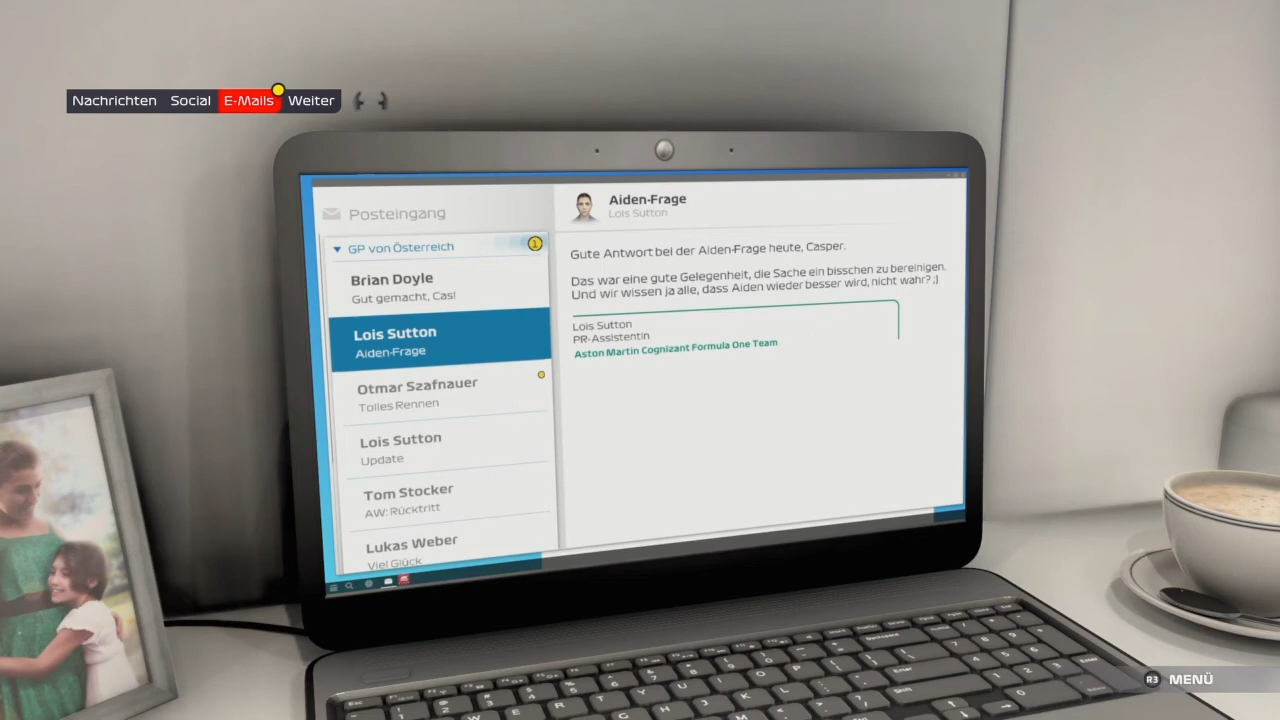 Nachrichten Social E-Mails Weiter
Posteingang
GP von Österreich 1
Brian Doyle
Gut gemacht, Cas!
Lois Sutton
Aiden-Frage
Otmar Szafnauer
Tolles Rennen
Lois Sutton
Update
Tom Stocker
AW: Rücktritt
Lukas Weber
Viel Glück
Aiden-Frage
Lois Sutton
Gute Antwort bei der Aiden-Frage heute, Casper.
Das war eine gute Gelegenheit, die Sache ein bisschen zu bereinigen.
Und wir wissen ja alle, dass Aiden wieder besser wird, nicht wahr? ;)
Lois Sutton
PR-Assistentin
Aston Martin Cognizant Formula One Team
R3 MENÜ